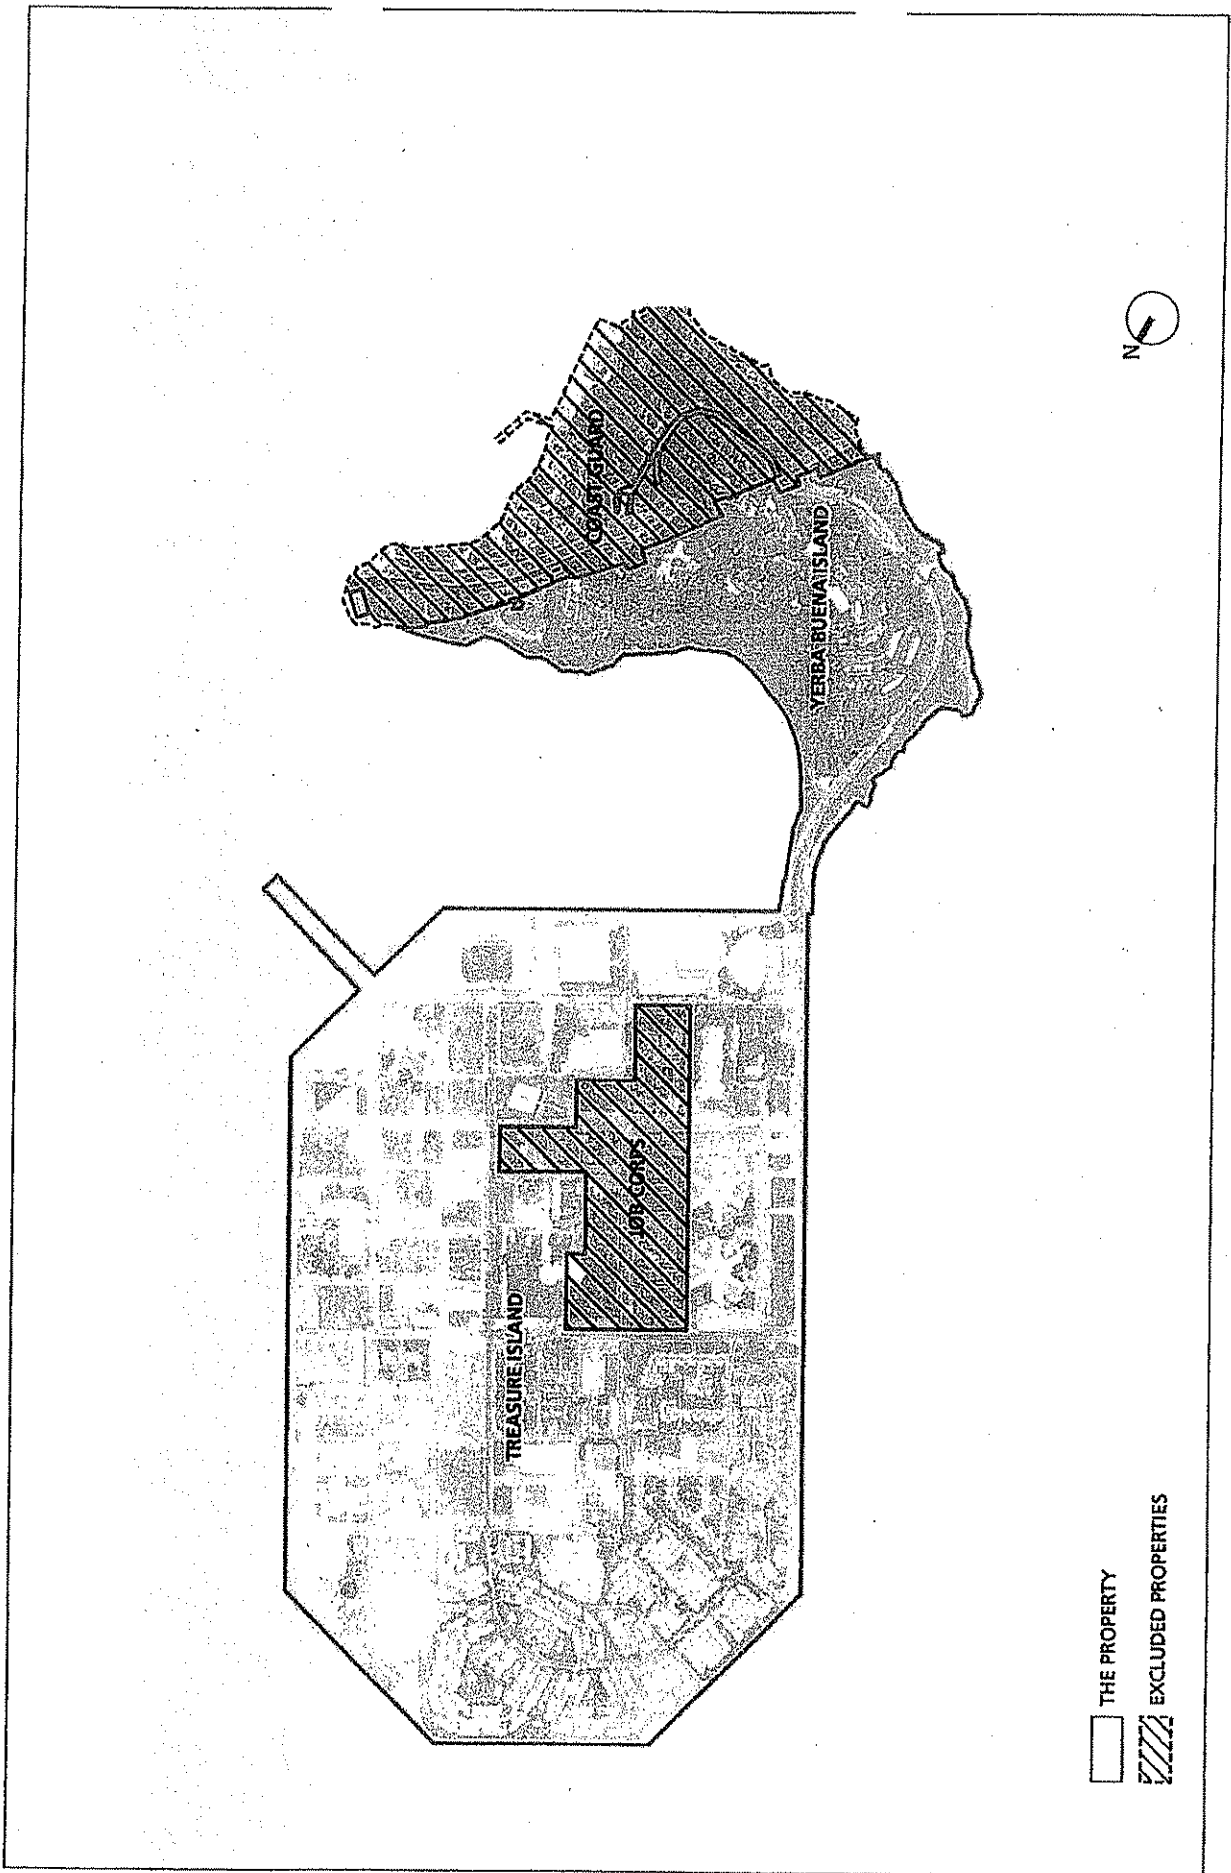 TREASURE ISLAND
JOB CORPS
YERBA BUENA ISLAND
COAST GUARD
N
THE PROPERTY
EXCLUDED PROPERTIES